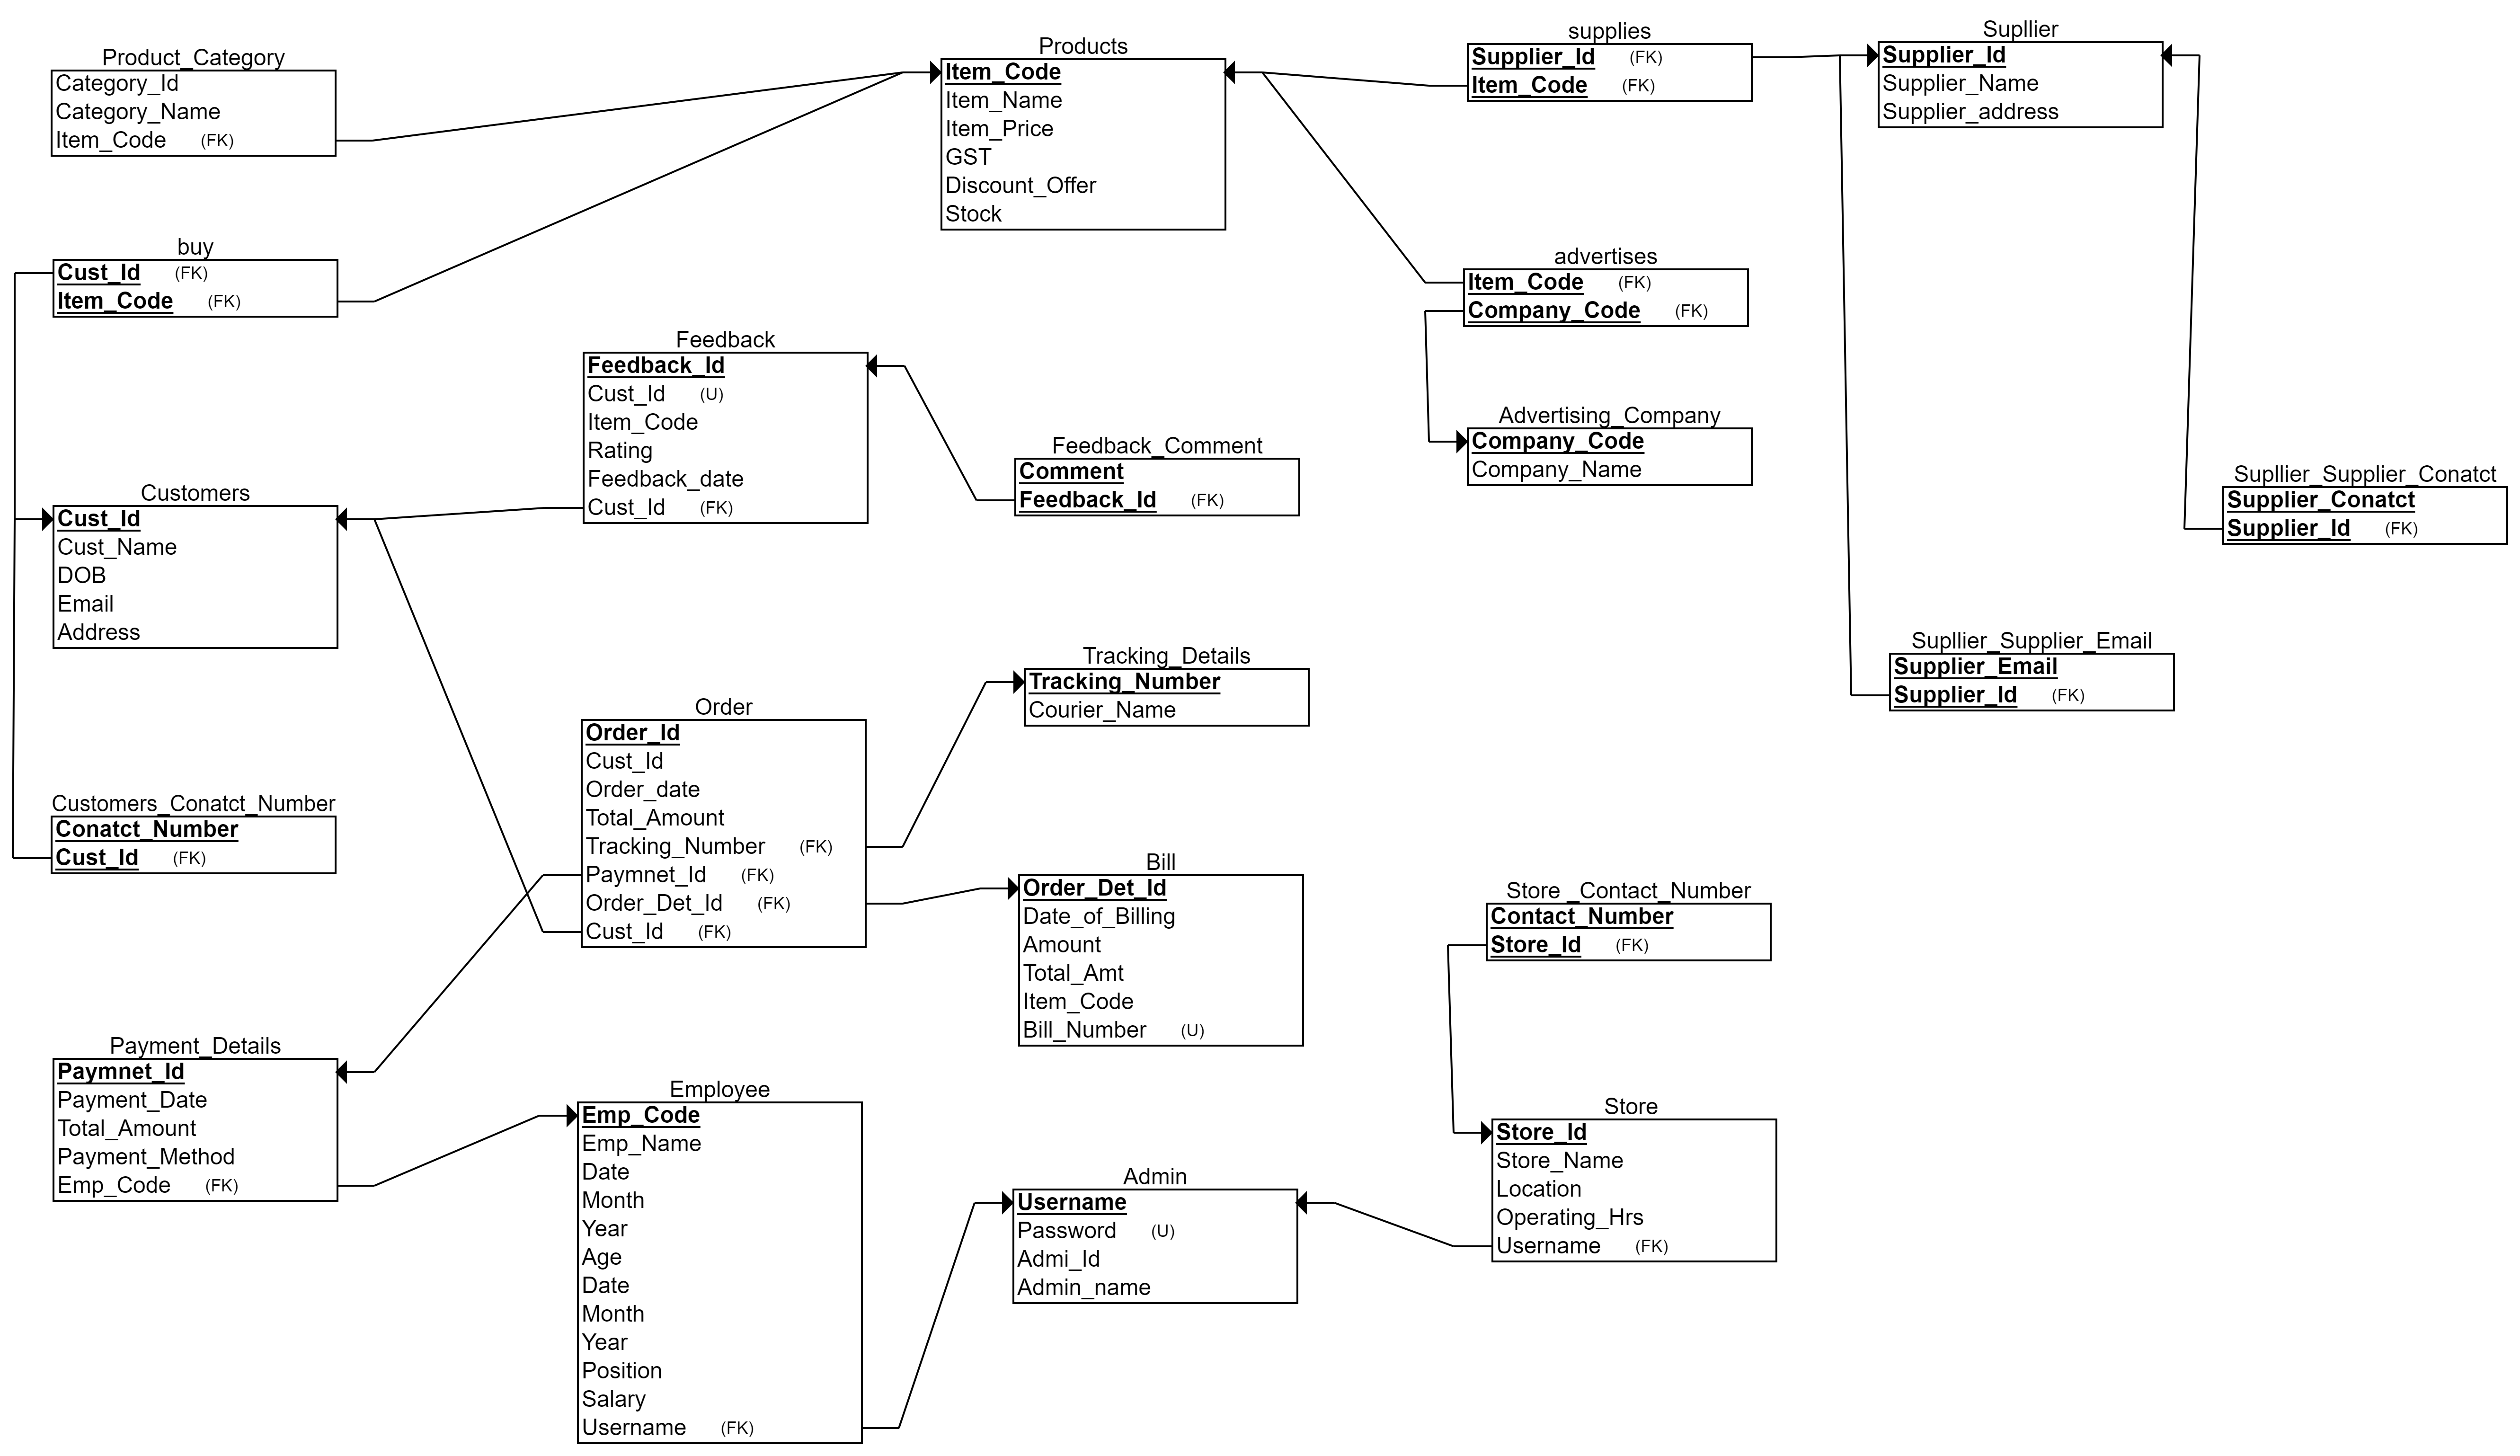 Product_Category
Category_Id
Category_Name
Item_Code (FK)
Products
Item_Code
Item_Name
Item_Price
GST
Discount_Offer
Stock
supplies
Supplier_Id (FK)
Item_Code (FK)
Supllier
Supplier_Id
Supplier_Name
Supplier_address
buy
Cust_Id (FK)
Item_Code (FK)
advertises
Item_Code (FK)
Company_Code (FK)
Feedback
Feedback_Id
Cust_Id (U)
Item_Code
Rating
Feedback_date
Cust_Id (FK)
Feedback_Comment
Comment
Feedback_Id (FK)
Advertising_Company
Company_Code
Company_Name
Supllier_Supplier_Conatct
Supplier_Conatct
Supplier_Id (FK)
Customers
Cust_Id
Cust_Name
DOB
Email
Address
Supllier_Supplier_Email
Supplier_Email
Supplier_Id (FK)
Tracking_Details
Tracking_Number
Courier_Name
Order
Order_Id
Cust_Id
Order_date
Total_Amount
Tracking_Number (FK)
Paymnet_Id (FK)
Order_Det_Id (FK)
Cust_Id (FK)
Customers_Conatct_Number
Conatct_Number
Cust_Id (FK)
Bill
Order_Det_Id
Date_of_Billing
Amount
Total_Amt
Item_Code
Bill_Number (U)
Store _Contact_Number
Contact_Number
Store_Id (FK)
Payment_Details
Paymnet_Id
Payment_Date
Total_Amount
Payment_Method
Emp_Code (FK)
Employee
Emp_Code
Emp_Name
Date
Month
Year
Age
Date
Month
Year
Position
Salary
Username (FK)
Admin
Username
Password (U)
Admi_Id
Admin_name
Store
Store_Id
Store_Name
Location
Operating_Hrs
Username (FK)